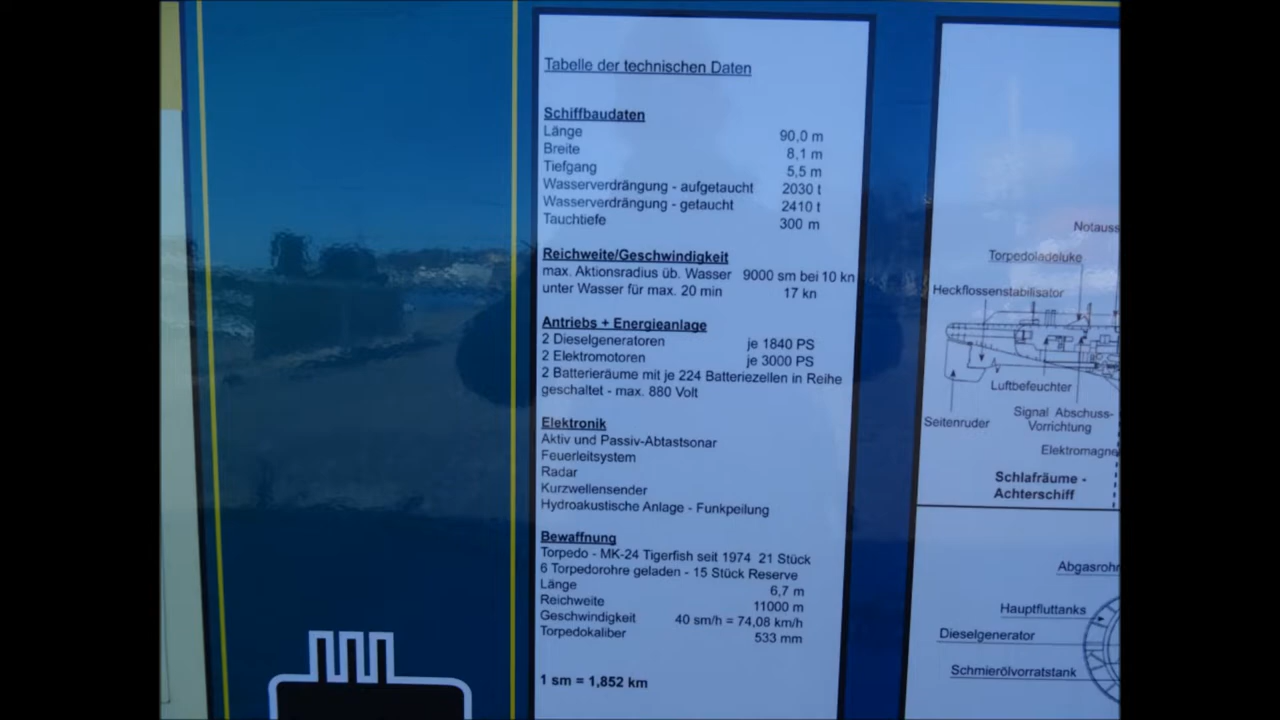 Tabelle der technischen Daten
Schiffbaudaten
Länge 90,0 m
Breite 8,1 m
Tiefgang 5,5 m
Wasserverdrängung - aufgetaucht 2030 t
Wasserverdrängung - getaucht 2410 t
Tauchtiefe 300 m
Reichweite/Geschwindigkeit
max. Aktionsradius üb. Wasser 9000 sm bei 10 kn
unter Wasser für max. 20 min 17 kn
Antriebs + Energieanlage
2 Dieselgeneratoren je 1840 PS
2 Elektromotoren je 3000 PS
2 Batterieräume mit je 224 Batteriezellen in Reihe
geschaltet - max. 880 Volt
Elektronik
Aktiv und Passiv-Abtastsonar
Feuerleitsystem
Radar
Kurzwellensender
Hydroakustische Anlage - Funkpeilung
Bewaffnung
Torpedo - MK-24 Tigerfish seit 1974 21 Stück
6 Torpedorohre geladen - 15 Stück Reserve
Länge 6,7 m
Reichweite 11000 m
Geschwindigkeit 40 sm/h = 74,08 km/h
Torpedokaliber 533 mm
1 sm = 1,852 km
Notauss
Torpedoladeluke
Heckflossenstabilisator
Luftbefeuchter
Signal Abschuss-
Vorrichtung
Seitenruder
Elektromagne
Schlafräume -
Achterschiff
Abgasrohr
Hauptfluttanks
Dieselgenerator
Schmierölvorratstank